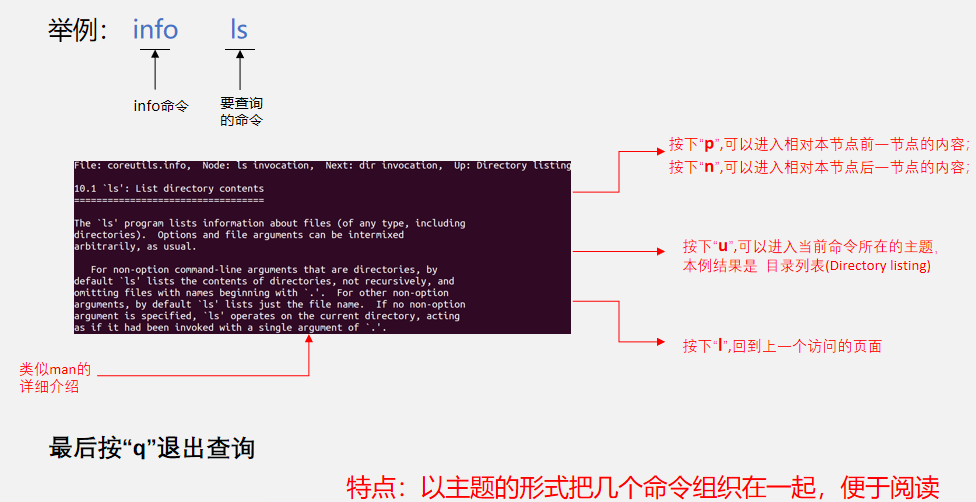 举例： info ls
info命令
要查询
的命令
File: coreutils.info,  Node: ls invocation,  Next: dir invocation,  Up: Directory listing
10.1 `ls': List directory contents
==================================
The `ls' program lists information about files (of any type, including
directories).  Options and file arguments can be intermixed
arbitrarily, as usual.
   For non-option command-line arguments that are directories, by
default `ls' lists the contents of directories, not recursively, and
omitting files with names beginning with `.'.  For other non-option
arguments, by default `ls' lists just the file name.  If no non-option
argument is specified, `ls' operates on the current directory, acting
as if it had been invoked with a single argument of `.'.
按下“p”,可以进入相对本节点前一节点的内容；
按下“n”,可以进入相对本节点后一节点的内容；
按下“u”,可以进入当前命令所在的主题，
本例结果是 目录列表(Directory listing)
按下“l”,回到上一个访问的页面
类似man的
详细介绍
最后按“q”退出查询
特点：以主题的形式把几个命令组织在一起，便于阅读